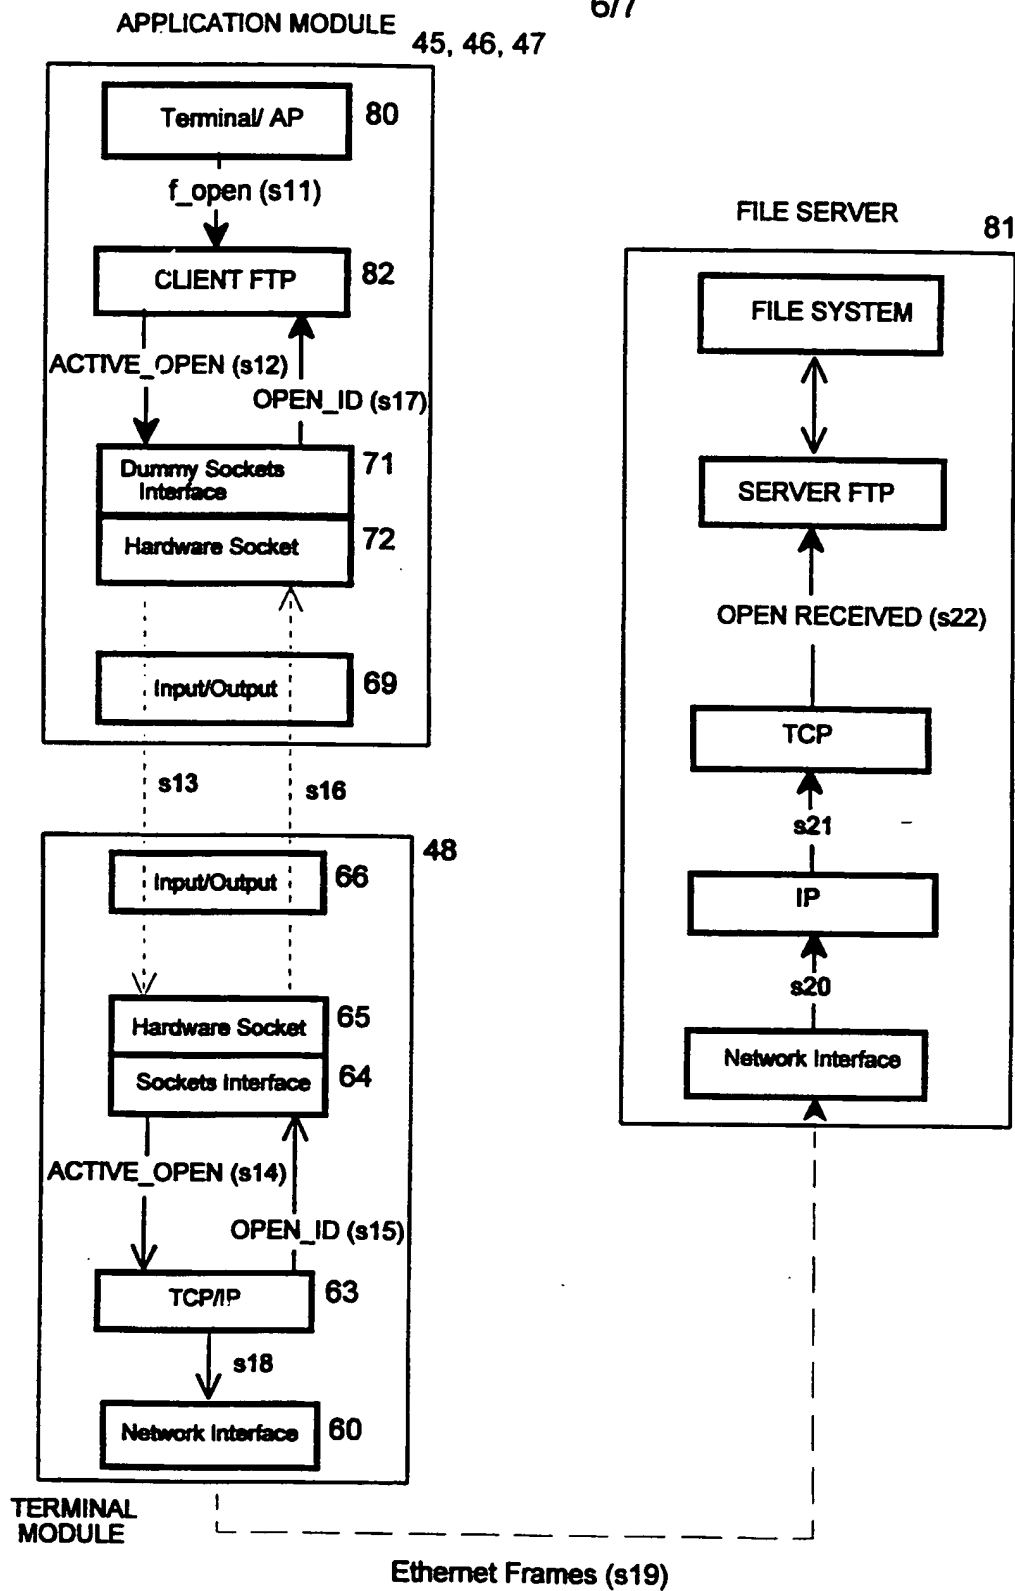 6/7
APPLICATION MODULE
45, 46, 47
Terminal/ AP
80
f_open (s11)
CLIENT FTP
82
ACTIVE_OPEN (s12)
OPEN_ID (s17)
Dummy Sockets
Interface
71
Hardware Socket
72
Input/Output
69
s13
s16
48
Input/Output
66
Hardware Socket
65
Sockets Interface
64
ACTIVE_OPEN (s14)
OPEN_ID (s15)
TCP/IP
63
s18
Network Interface
60
TERMINAL
MODULE
Ethernet Frames (s19)
FILE SERVER
81
FILE SYSTEM
SERVER FTP
OPEN RECEIVED (s22)
TCP
s21
IP
s20
Network Interface